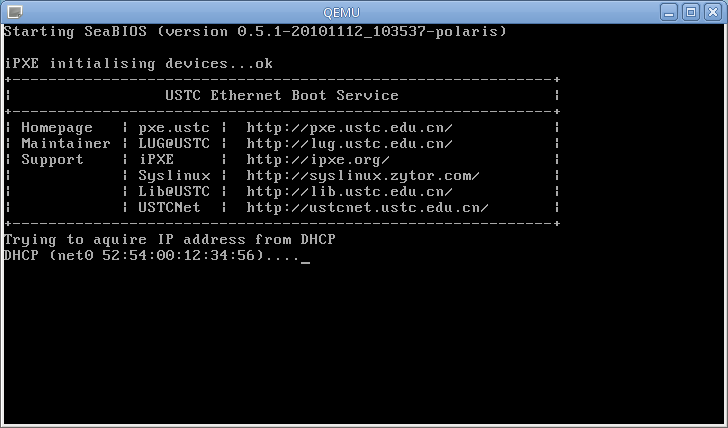 QEMU
Starting SeaBIOS (version 0.5.1-20101112_103537-polaris)
iPXE initialising devices...ok
+----------------------------------------------------------------+
¦ USTC Ethernet Boot Service ¦
+----------------------------------------------------------------+
¦ Homepage ¦ pxe.ustc ¦ http://pxe.ustc.edu.cn/ ¦
¦ Maintainer ¦ LUG@USTC ¦ http://lug.ustc.edu.cn/ ¦
¦ Support ¦ iPXE ¦ http://ipxe.org/ ¦
¦ ¦ Syslinux ¦ http://syslinux.zytor.com/ ¦
¦ ¦ Lib@USTC ¦ http://lib.ustc.edu.cn/ ¦
¦ ¦ USTCNet ¦ http://ustcnet.ustc.edu.cn/ ¦
+----------------------------------------------------------------+
Trying to aquire IP address from DHCP
DHCP (net0 52:54:00:12:34:56)...._